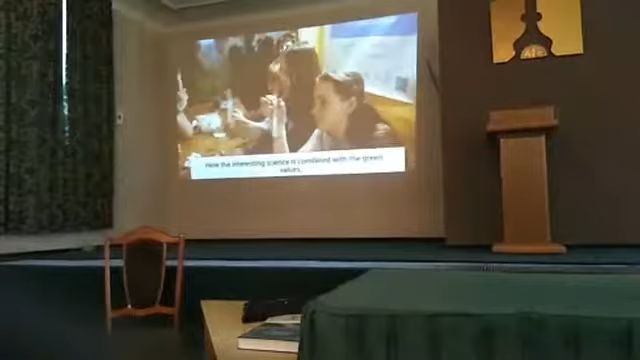 How the interesting science is combined with the green
values.